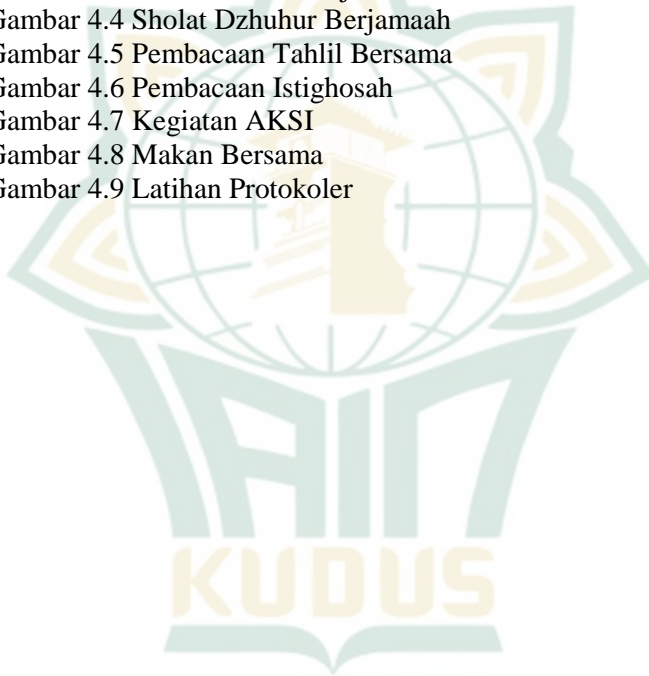 Gambar 4.4 Sholat Dzhuhur Berjamaah
Gambar 4.5 Pembacaan Tahlil Bersama
Gambar 4.6 Pembacaan Istighosah
Gambar 4.7 Kegiatan AKSI
Gambar 4.8 Makan Bersama
Gambar 4.9 Latihan Protokoler
IAIN
KUDUS